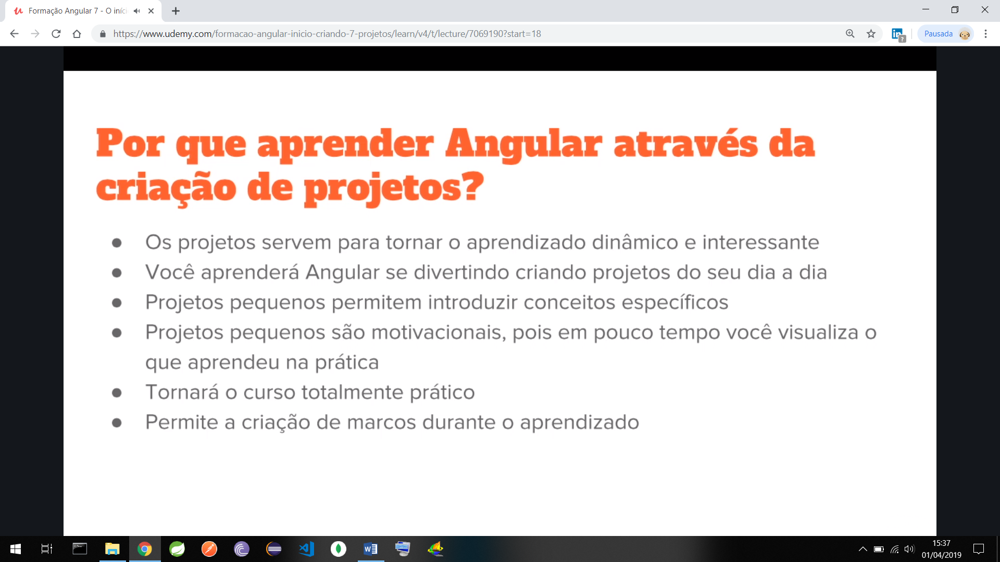 Formação Angular 7 - O iníci
https://www.udemy.com/formacao-angular-inicio-criando-7-projetos/learn/v4/t/lecture/7069190?start=18
Pausada
Por que aprender Angular através da
criação de projetos?
● Os projetos servem para tornar o aprendizado dinâmico e interessante
● Você aprenderá Angular se divertindo criando projetos do seu dia a dia
● Projetos pequenos permitem introduzir conceitos específicos
● Projetos pequenos são motivacionais, pois em pouco tempo você visualiza o
que aprendeu na prática
● Tornará o curso totalmente prático
● Permite a criação de marcos durante o aprendizado
15:37
01/04/2019